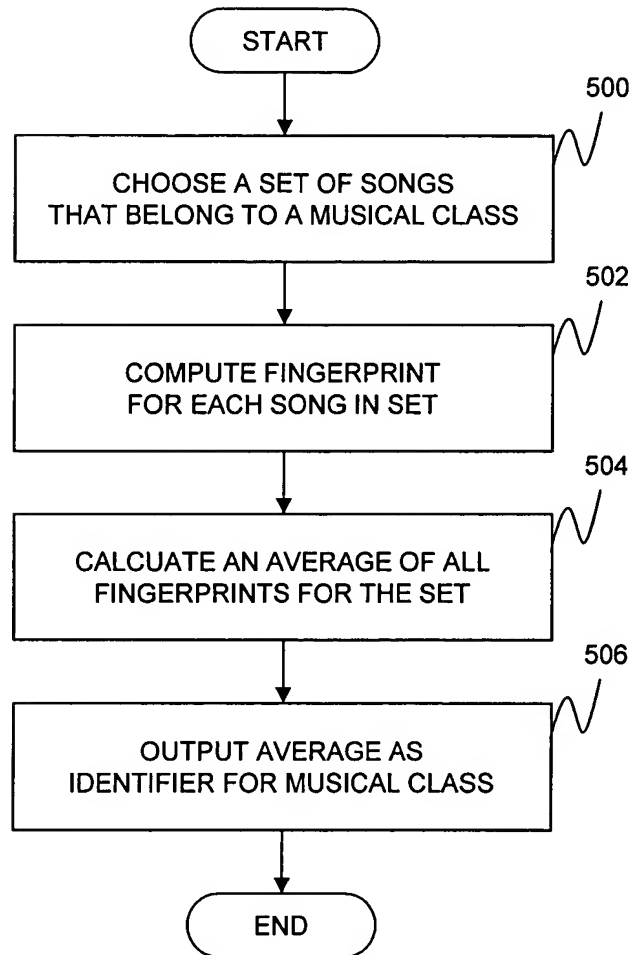 START
500
CHOOSE A SET OF SONGS
THAT BELONG TO A MUSICAL CLASS
502
COMPUTE FINGERPRINT
FOR EACH SONG IN SET
504
CALCUATE AN AVERAGE OF ALL
FINGERPRINTS FOR THE SET
506
OUTPUT AVERAGE AS
IDENTIFIER FOR MUSICAL CLASS
END